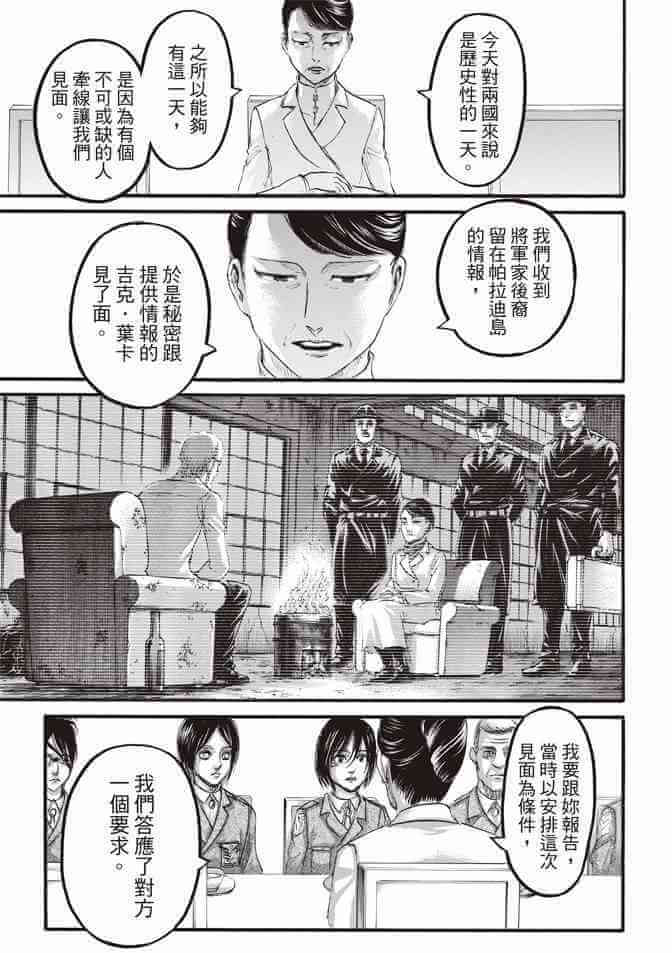 今天對兩國來說
是歷史性的一天。
之所以能夠
有這一天，
是因為有個
不可或缺的人
牽線讓我們
見面。
我們收到
將軍家後裔
留在帕拉迪島
的情報，
於是秘密跟
提供情報的
吉克．葉卡
見了面。
我要跟妳報告，
當時以安排這次
見面為條件，
我們答應了對方
一個要求。